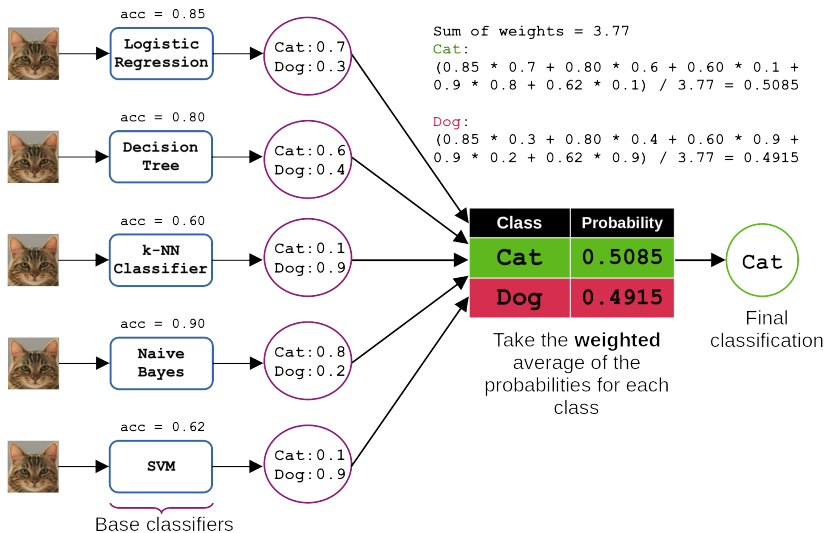 acc = 0.85
Logistic
Regression
Cat:0.7
Dog:0.3
acc = 0.80
Decision
Tree
Cat:0.6
Dog:0.4
acc = 0.60
k-NN
Classifier
Cat:0.1
Dog:0.9
acc = 0.90
Naive
Bayes
Cat:0.8
Dog:0.2
acc = 0.62
SVM
Cat:0.1
Dog:0.9
Base classifiers
Sum of weights = 3.77
Cat:
(0.85 * 0.7 + 0.80 * 0.6 + 0.60 * 0.1 +
0.9 * 0.8 + 0.62 * 0.1) / 3.77 = 0.5085
Dog:
(0.85 * 0.3 + 0.80 * 0.4 + 0.60 * 0.9 +
0.9 * 0.2 + 0.62 * 0.9) / 3.77 = 0.4915
Class Probability
Cat 0.5085
Dog 0.4915
Take the weighted
average of the
probabilities for each
class
Cat
Final
classification